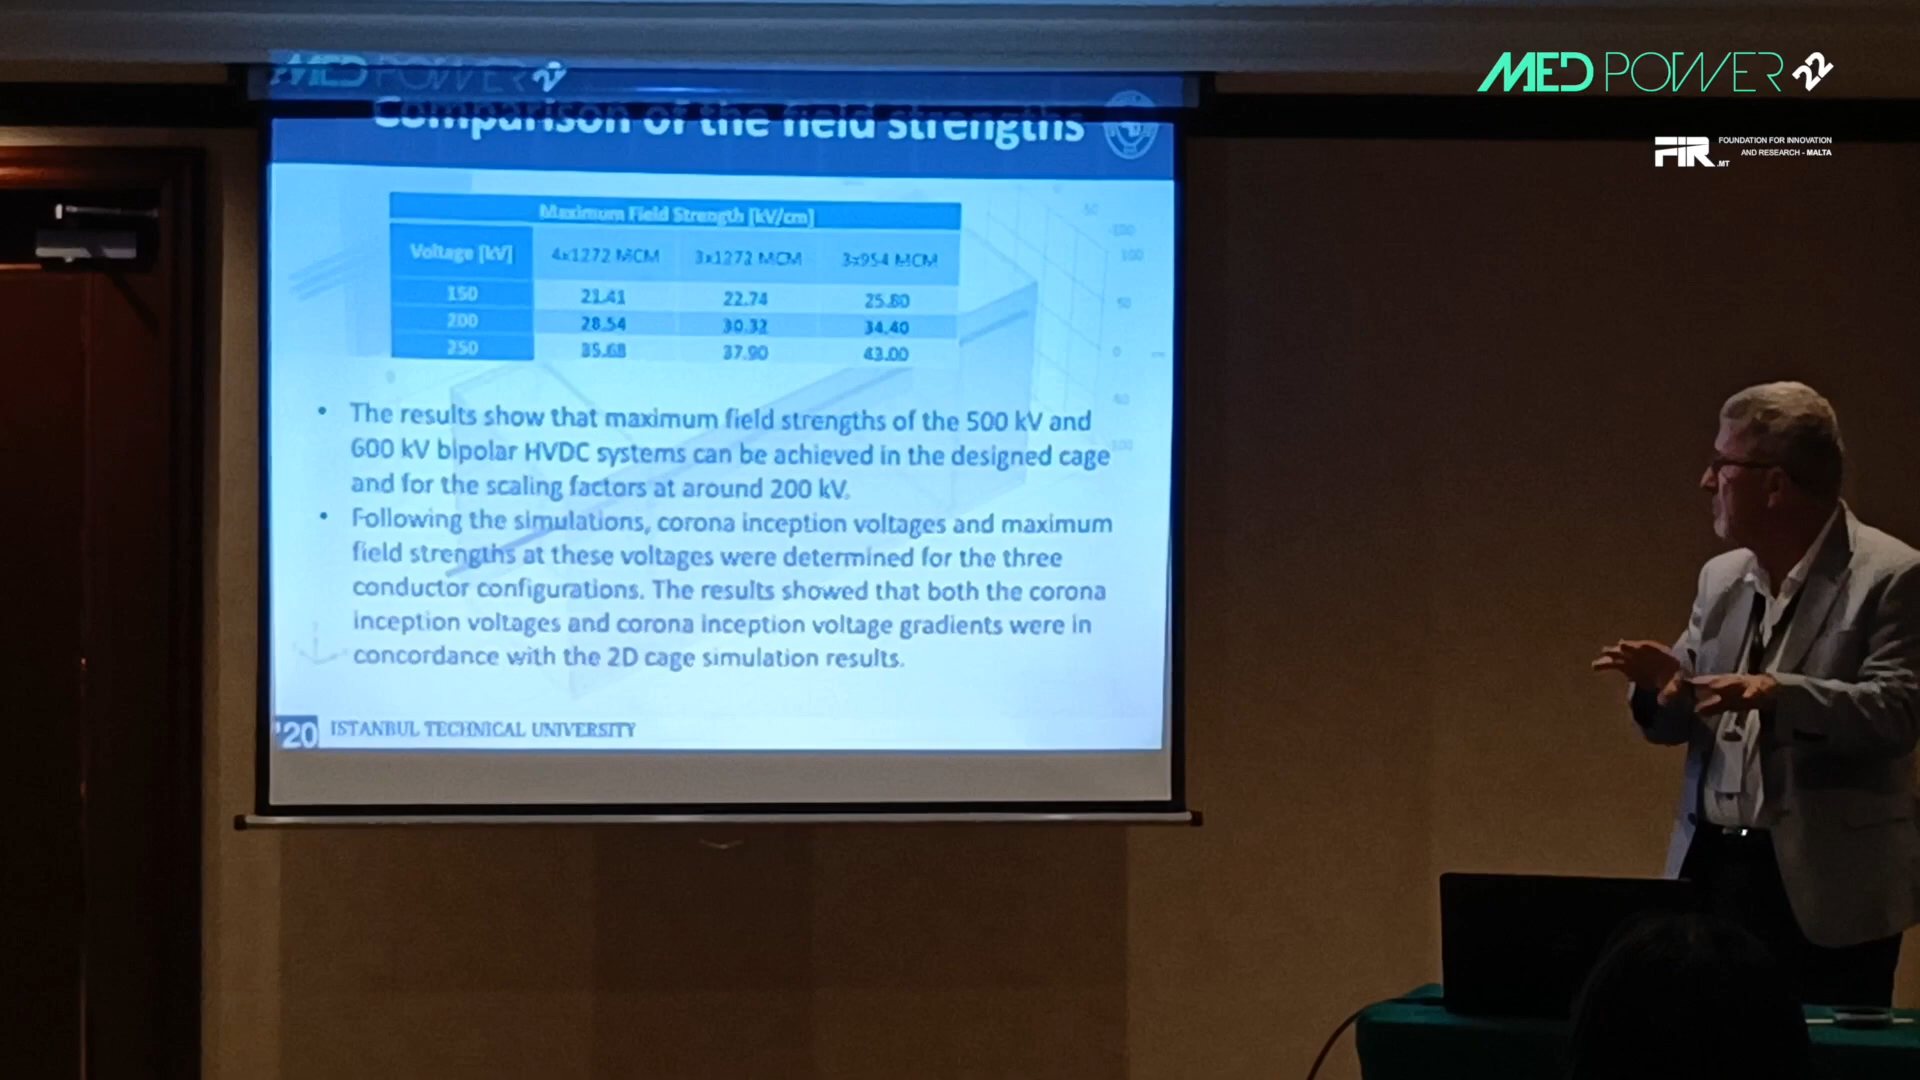 MED POWER 22
MED POWER 22
FIR.MT
FOUNDATION FOR INNOVATION
AND RESEARCH - MALTA
Comparison of the field strengths
Maximum Field Strength [kV/cm]
Voltage [kV] 4x1272 MCM 3x1272 MCM 3x954 MCM
150 21.41 22.74 25.80
200 28.54 30.32 34.40
250 35.68 37.90 43.00
• The results show that maximum field strengths of the 500 kV and
600 kV bipolar HVDC systems can be achieved in the designed cage
and for the scaling factors at around 200 kV.
• Following the simulations, corona inception voltages and maximum
field strengths at these voltages were determined for the three
conductor configurations. The results showed that both the corona
inception voltages and corona inception voltage gradients were in
concordance with the 2D cage simulation results.
'20 ISTANBUL TECHNICAL UNIVERSITY